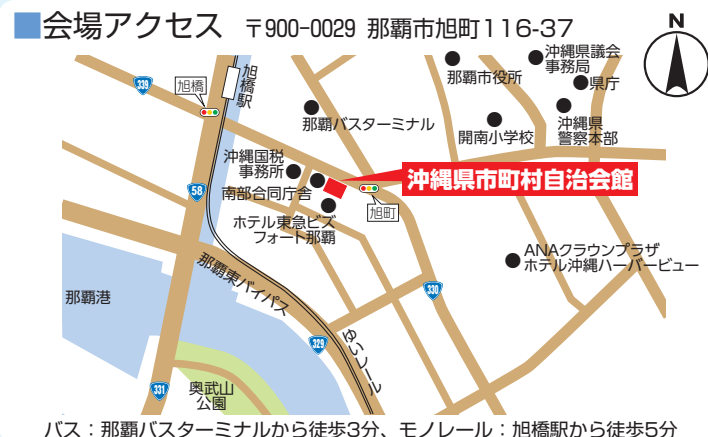 ■会場アクセス 〒900-0029 那覇市旭町116-37
N
339
旭橋
旭橋駅
那覇バスターミナル
那覇市役所
沖縄県議会
事務局
県庁
開南小学校
沖縄県
警察本部
沖縄国税
事務所
南部合同庁舎
沖縄県市町村自治会館
旭町
58
ホテル東急ビズ
フォート那覇
ANAクラウンプラザ
ホテル沖縄ハーバービュー
那覇東バイパス
那覇港
330
329
ゆいレール
331
奥武山
公園
バス：那覇バスターミナルから徒歩3分、モノレール：旭橋駅から徒歩5分